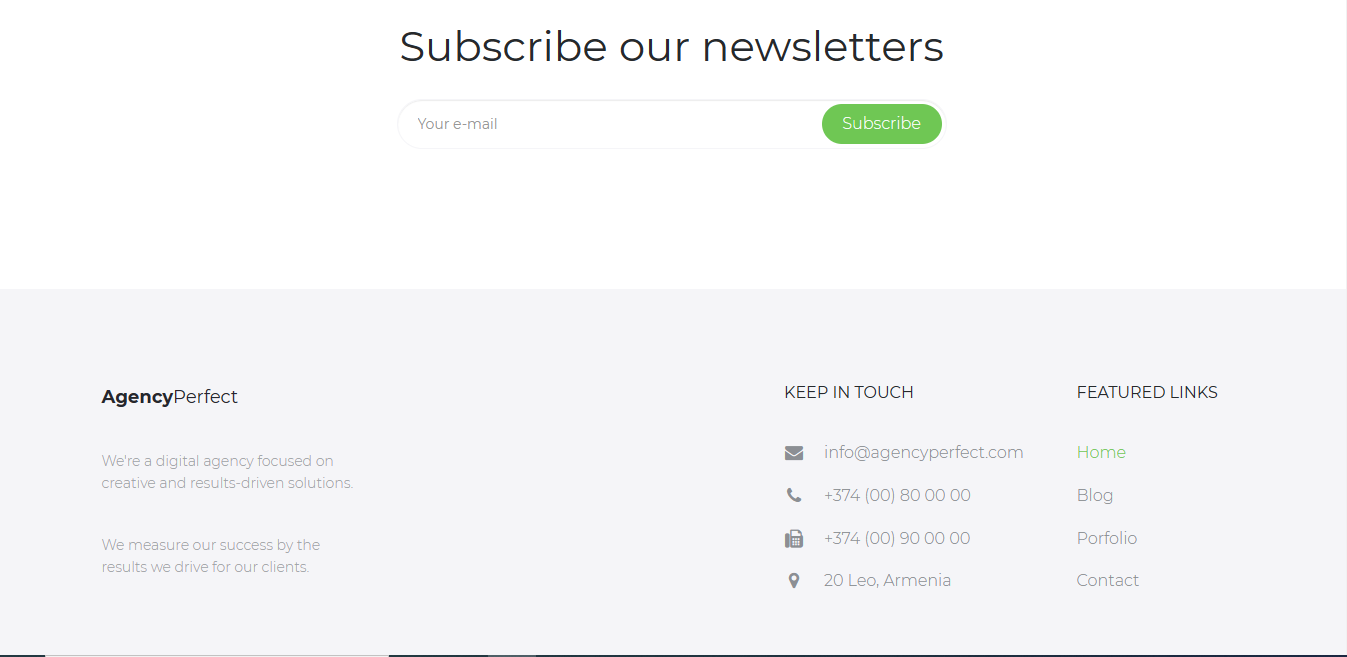 Subscribe our newsletters
Your e-mail
Subscribe
AgencyPerfect
We're a digital agency focused on
creative and results-driven solutions.
We measure our success by the
results we drive for our clients.
KEEP IN TOUCH
info@agencyperfect.com
+374 (00) 80 00 00
+374 (00) 90 00 00
20 Leo, Armenia
FEATURED LINKS
Home
Blog
Porfolio
Contact